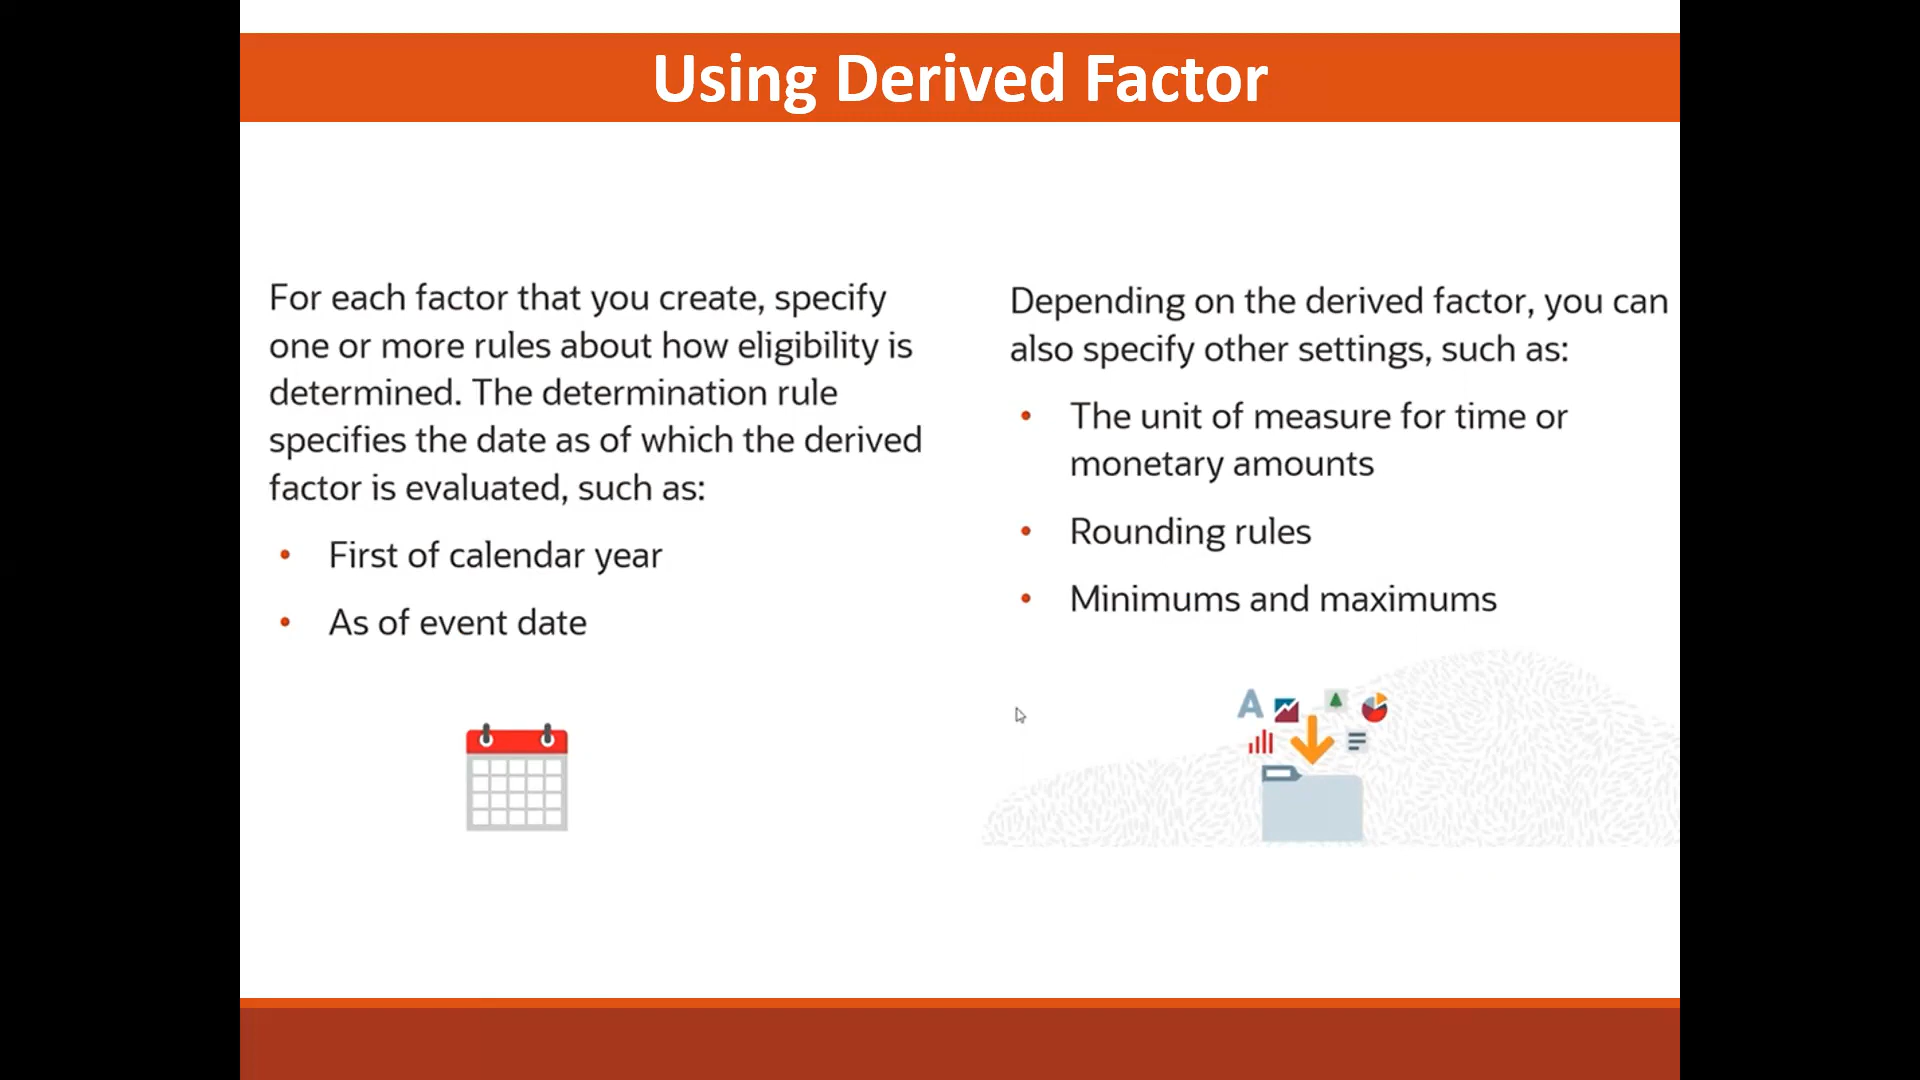 Using Derived Factor
For each factor that you create, specify
one or more rules about how eligibility is
determined. The determination rule
specifies the date as of which the derived
factor is evaluated, such as:
• First of calendar year
• As of event date
Depending on the derived factor, you can
also specify other settings, such as:
• The unit of measure for time or
monetary amounts
• Rounding rules
• Minimums and maximums
A